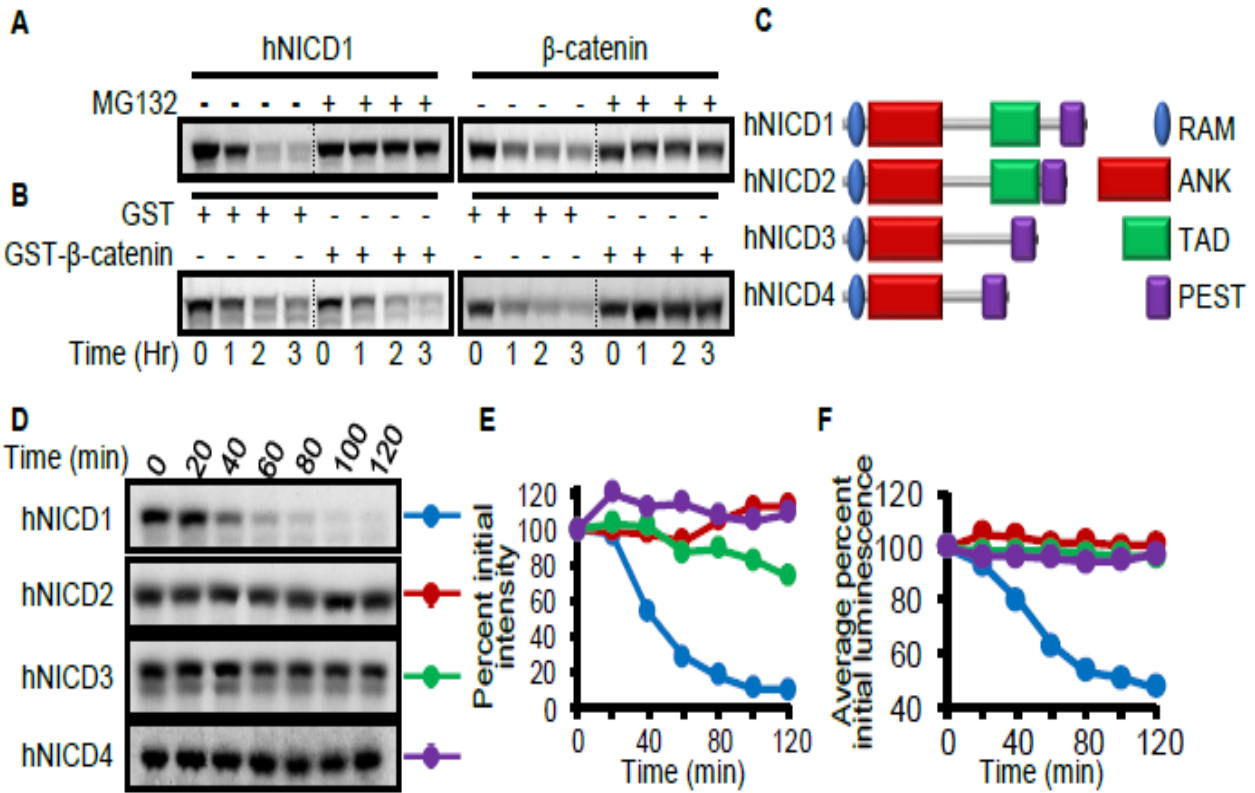 A
hNICD1 β-catenin
MG132 - - - - + + + + - - - - + + + +
B
GST + + + + - - - - + + + + - - - -
GST-β-catenin - - - - + + + + - - - - + + + +
Time (Hr) 0 1 2 3 0 1 2 3 0 1 2 3 0 1 2 3
C
hNICD1
hNICD2
hNICD3
hNICD4
RAM
ANK
TAD
PEST
D
Time (min) 0 20 40 60 80 100 120
hNICD1
hNICD2
hNICD3
hNICD4
E
Percent initial
intensity
120
100
80
60
40
20
0
0 40 80 120
Time (min)
F
Average percent
initial luminescence
120
100
80
60
40
0 40 80 120
Time (min)